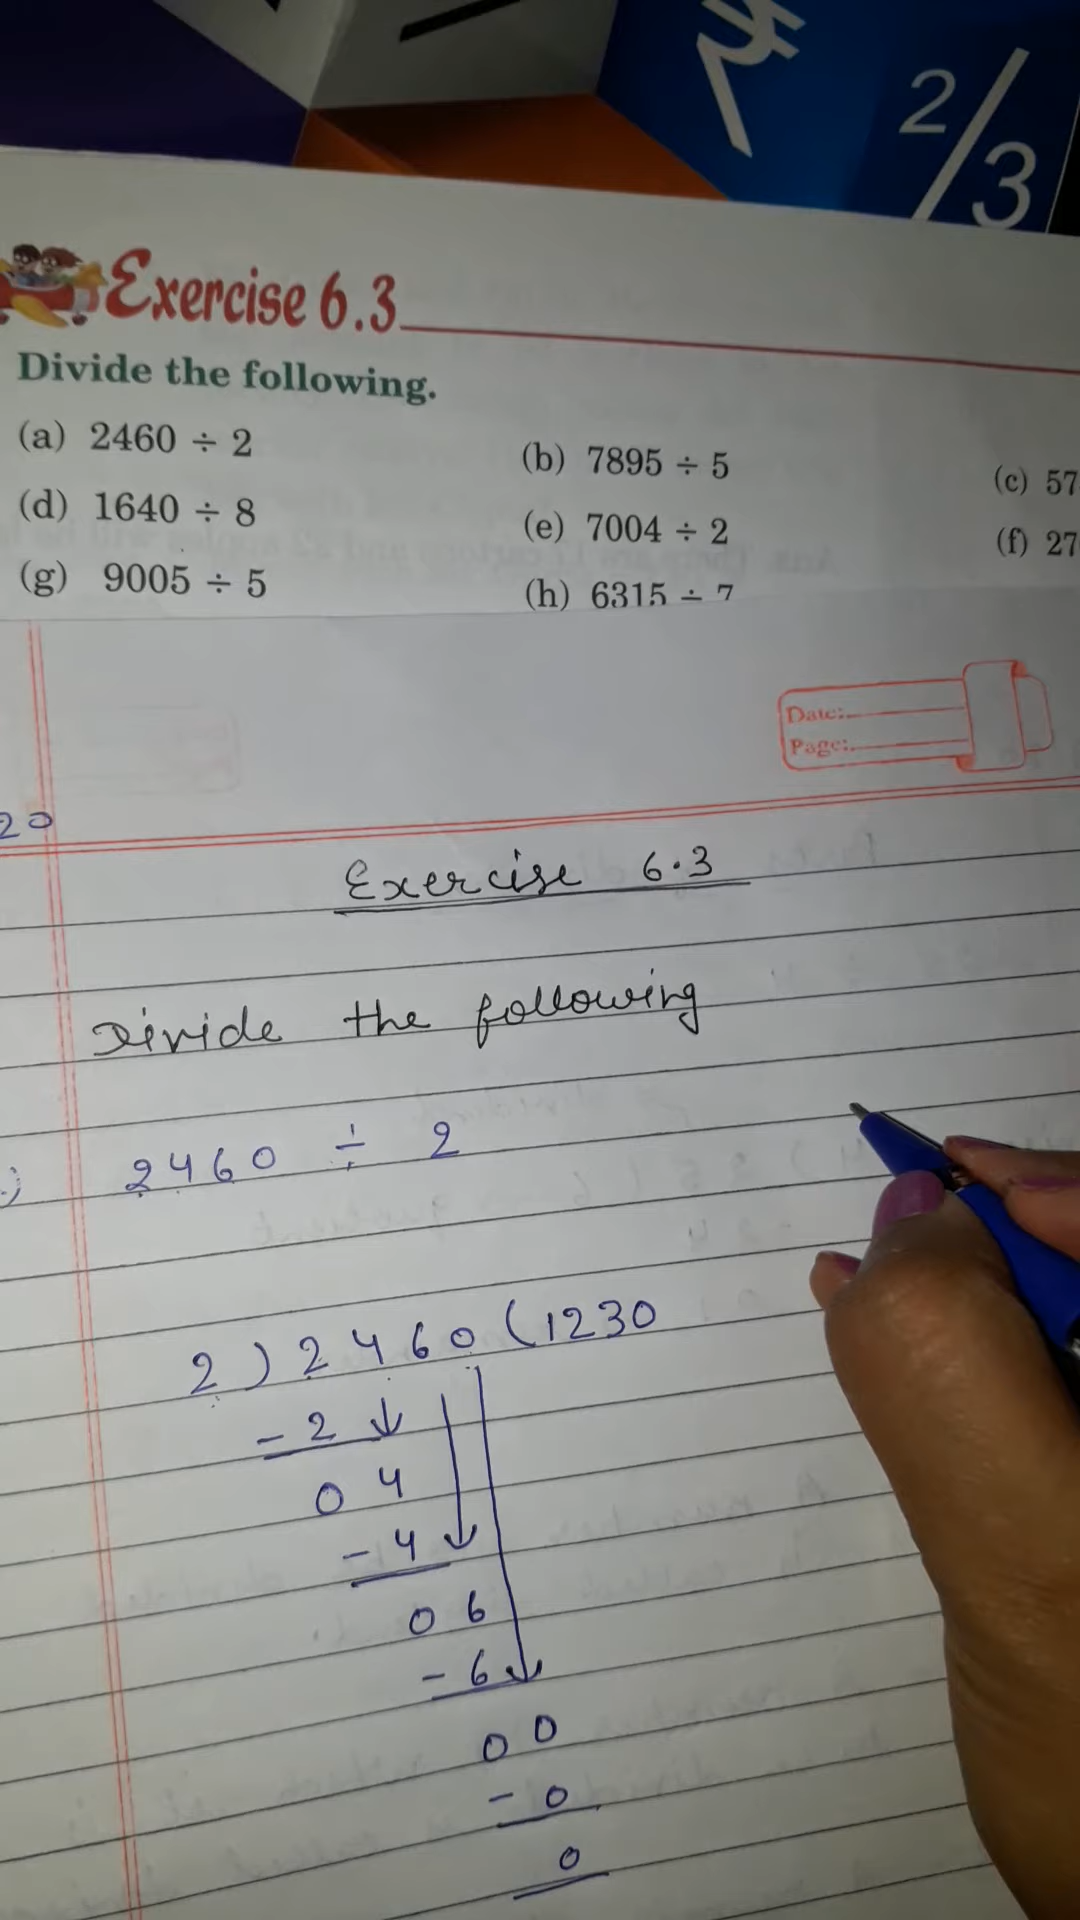 ₹ 2/3
Exercise 6.3
Divide the following.
(a) 2460 ÷ 2 (b) 7895 ÷ 5 (c) 57
(d) 1640 ÷ 8 (e) 7004 ÷ 2 (f) 27
(g) 9005 ÷ 5 (h) 6315 ÷ 7
Date:
Page:
20
Exercise 6.3
Divide the following
2460 ÷ 2
2 ) 2 4 6 0 ( 1230
- 2 ↓
0 4
- 4 ↓
0 6
- 6 ↓
0 0
- 0
0